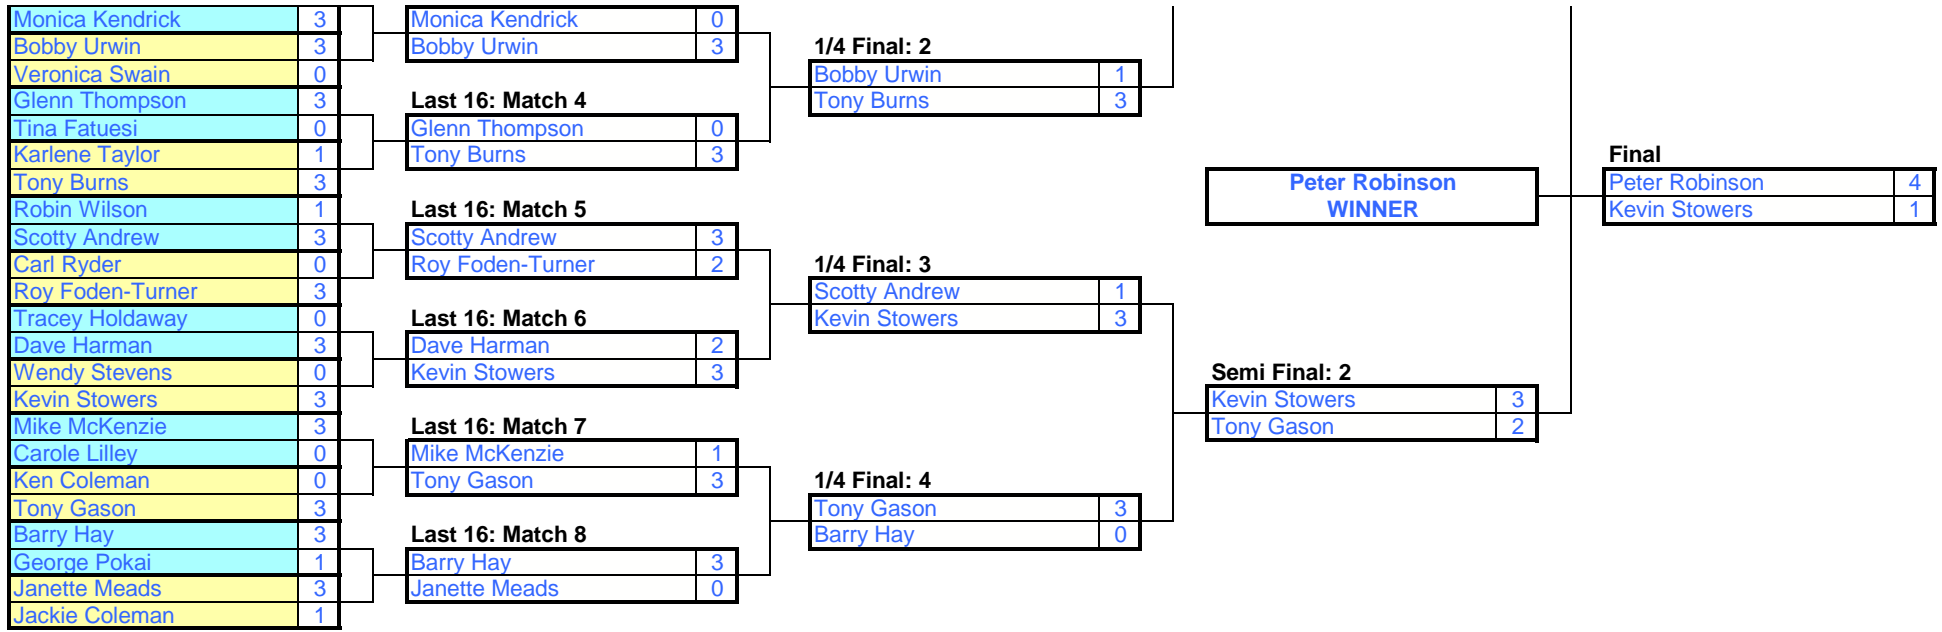 Monica Kendrick 3
Bobby Urwin 3
Veronica Swain 0
Glenn Thompson 3
Tina Fatuesi 0
Karlene Taylor 1
Tony Burns 3
Robin Wilson 1
Scotty Andrew 3
Carl Ryder 0
Roy Foden-Turner 3
Tracey Holdaway 0
Dave Harman 3
Wendy Stevens 0
Kevin Stowers 3
Mike McKenzie 3
Carole Lilley 0
Ken Coleman 0
Tony Gason 3
Barry Hay 3
George Pokai 1
Janette Meads 3
Jackie Coleman 1
Monica Kendrick 0
Bobby Urwin 3
Last 16: Match 4
Glenn Thompson 0
Tony Burns 3
Last 16: Match 5
Scotty Andrew 3
Roy Foden-Turner 2
Last 16: Match 6
Dave Harman 2
Kevin Stowers 3
Last 16: Match 7
Mike McKenzie 1
Tony Gason 3
Last 16: Match 8
Barry Hay 3
Janette Meads 0
1/4 Final: 2
Bobby Urwin 1
Tony Burns 3
1/4 Final: 3
Scotty Andrew 1
Kevin Stowers 3
1/4 Final: 4
Tony Gason 3
Barry Hay 0
Peter Robinson
WINNER
Semi Final: 2
Kevin Stowers 3
Tony Gason 2
Final
Peter Robinson 4
Kevin Stowers 1